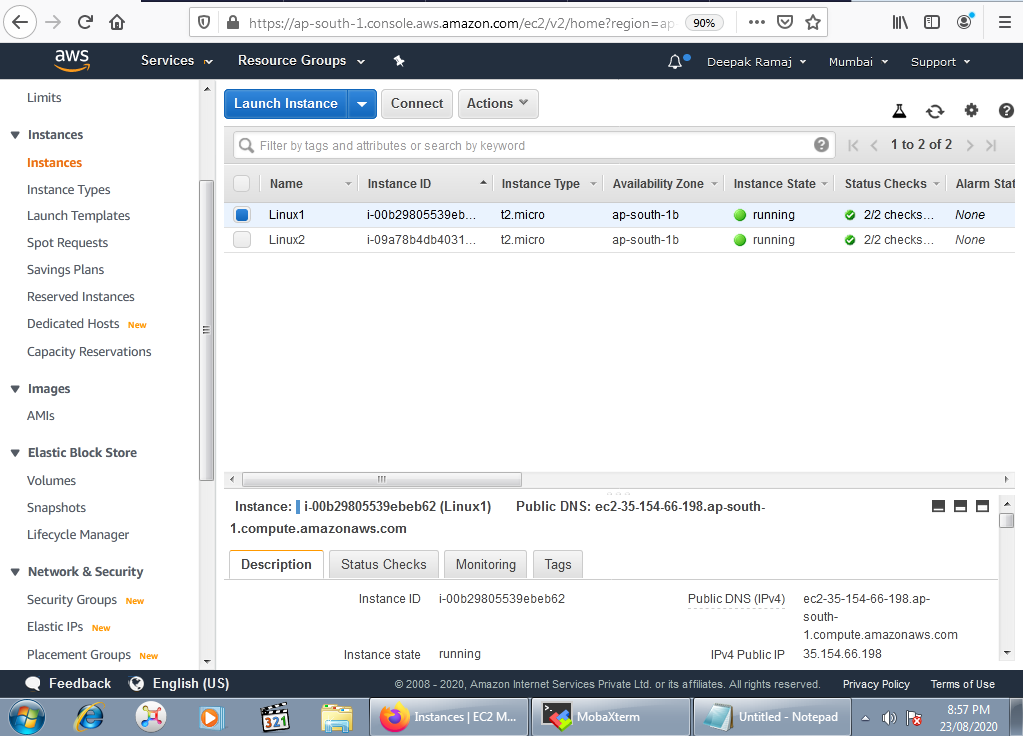 https://ap-south-1.console.aws.amazon.com/ec2/v2/home?region=ap
90%
aws
Services
Resource Groups
Deepak Ramaj
Mumbai
Support
Limits
Instances
Instances
Instance Types
Launch Templates
Spot Requests
Savings Plans
Reserved Instances
Dedicated Hosts New
Capacity Reservations
Images
AMIs
Elastic Block Store
Volumes
Snapshots
Lifecycle Manager
Network & Security
Security Groups New
Elastic IPs New
Placement Groups New
Launch Instance
Connect
Actions
Filter by tags and attributes or search by keyword
1 to 2 of 2
Name Instance ID Instance Type Availability Zone Instance State Status Checks Alarm Stat
Linux1 i-00b29805539eb... t2.micro ap-south-1b running 2/2 checks... None
Linux2 i-09a78b4db4031... t2.micro ap-south-1b running 2/2 checks... None
Instance: i-00b29805539ebeb62 (Linux1) Public DNS: ec2-35-154-66-198.ap-south-
1.compute.amazonaws.com
Description Status Checks Monitoring Tags
Instance ID i-00b29805539ebeb62 Public DNS (IPv4) ec2-35-154-66-198.ap-
south-
1.compute.amazonaws.com
Instance state running IPv4 Public IP 35.154.66.198
Feedback English (US) © 2008 - 2020, Amazon Internet Services Private Ltd. or its affiliates. All rights reserved. Privacy Policy Terms of Use
321
Instances | EC2 M...
MobaXterm
Untitled - Notepad
8:57 PM
23/08/2020